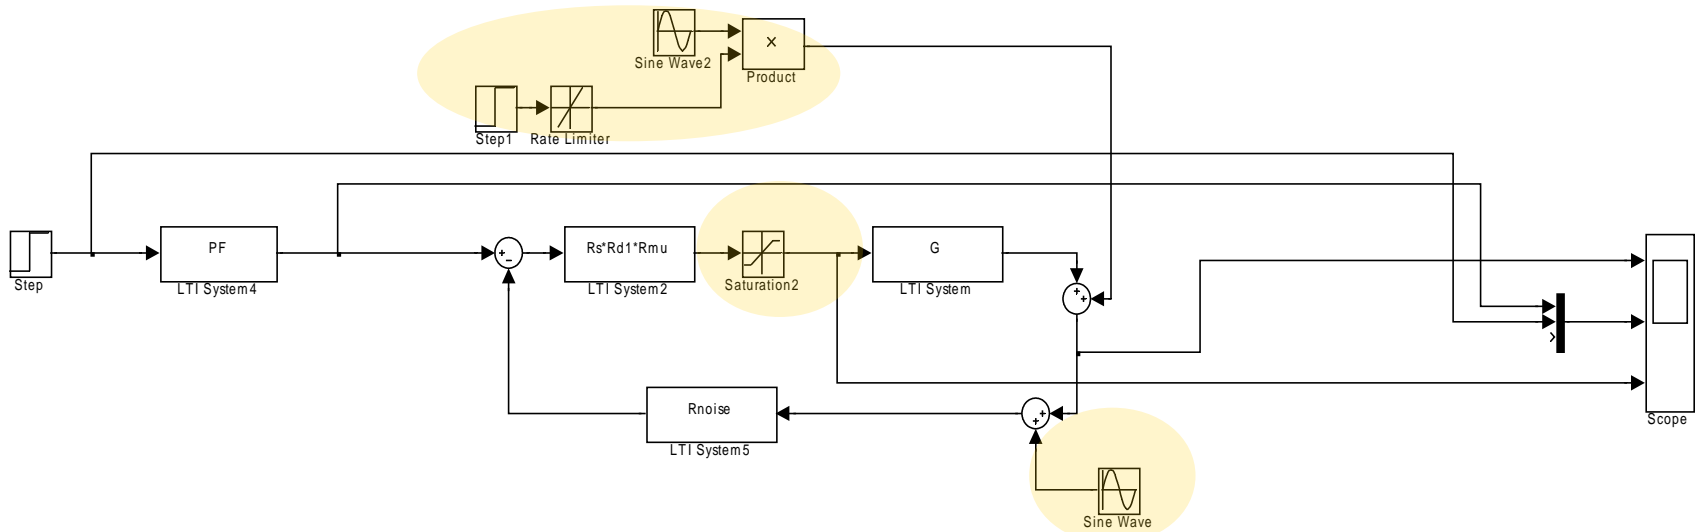 Sine Wave2
×
Product
Step1
Rate Limiter
Step
PF
LTI System4
+
−
Rs*Rd1*Rmu
LTI System2
Saturation2
G
LTI System
+
+
Rnoise
LTI System5
+
+
Sine Wave
Scope